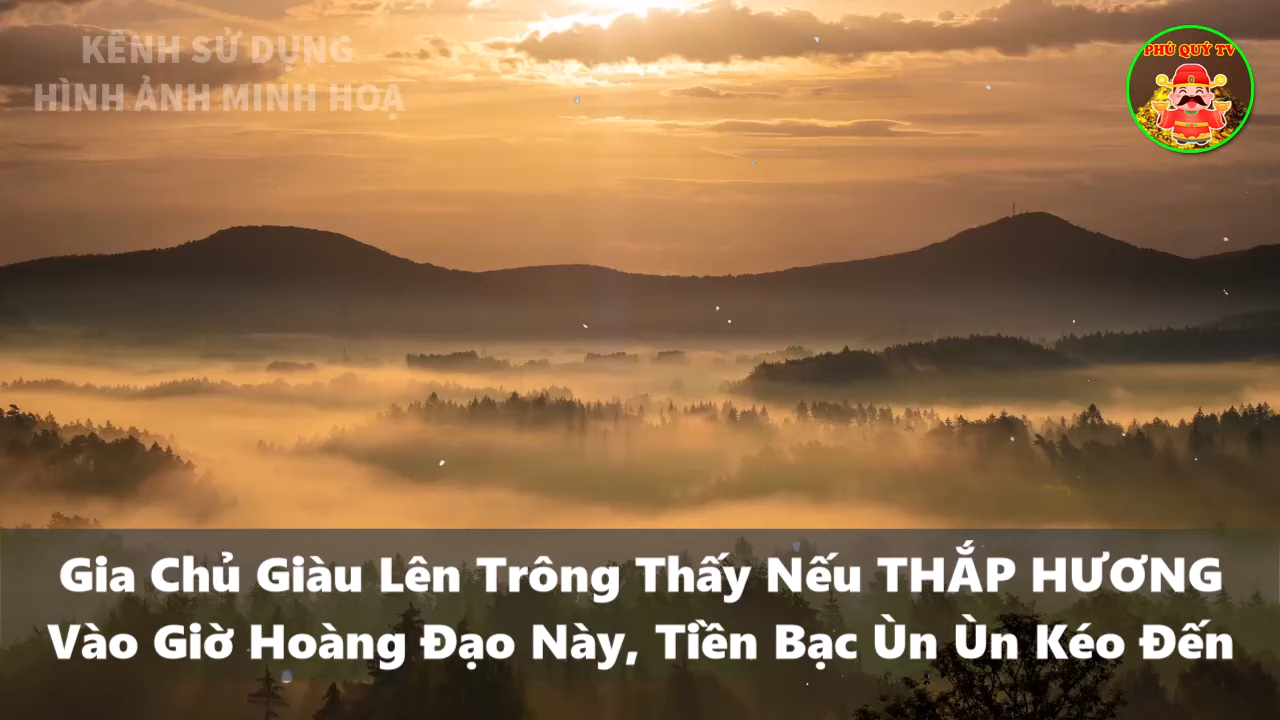 KÊNH SỬ DỤNG
HÌNH ẢNH MINH HOẠ
PHÚ QUÝ TV
Gia Chủ Giàu Lên Trông Thấy Nếu THẮP HƯƠNG
Vào Giờ Hoàng Đạo Này, Tiền Bạc Ùn Ùn Kéo Đến